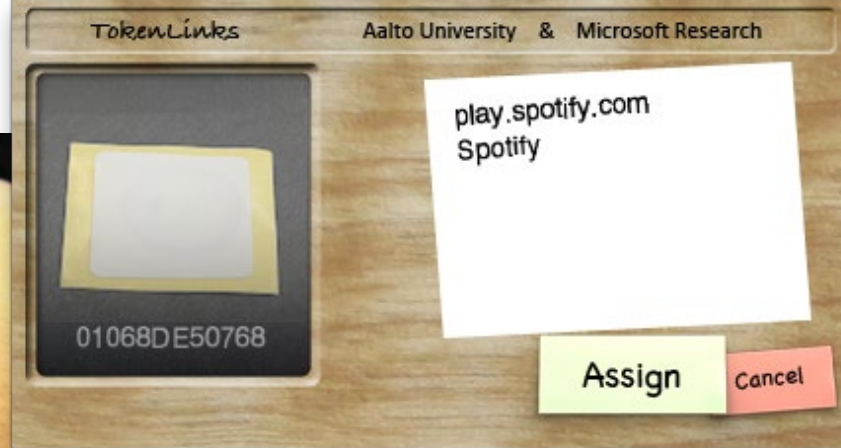 TokenLinks Aalto University & Microsoft Research
play.spotify.com
Spotify
01068DE50768
Assign Cancel